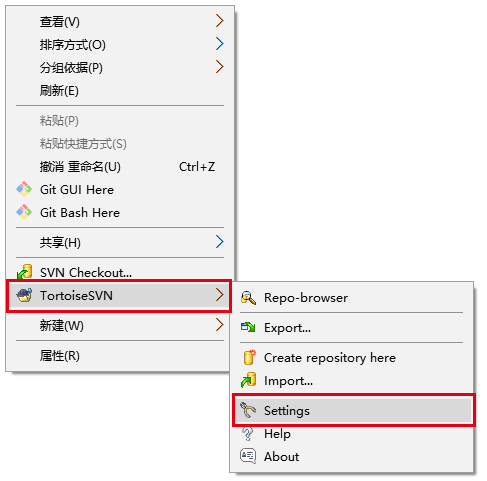 查看(V)
排序方式(O)
分组依据(P)
刷新(E)
粘贴(P)
粘贴快捷方式(S)
撤消 重命名(U) Ctrl+Z
Git GUI Here
Git Bash Here
共享(H)
SVN Checkout...
TortoiseSVN
新建(W)
属性(R)
Repo-browser
Export...
Create repository here
Import...
Settings
Help
About